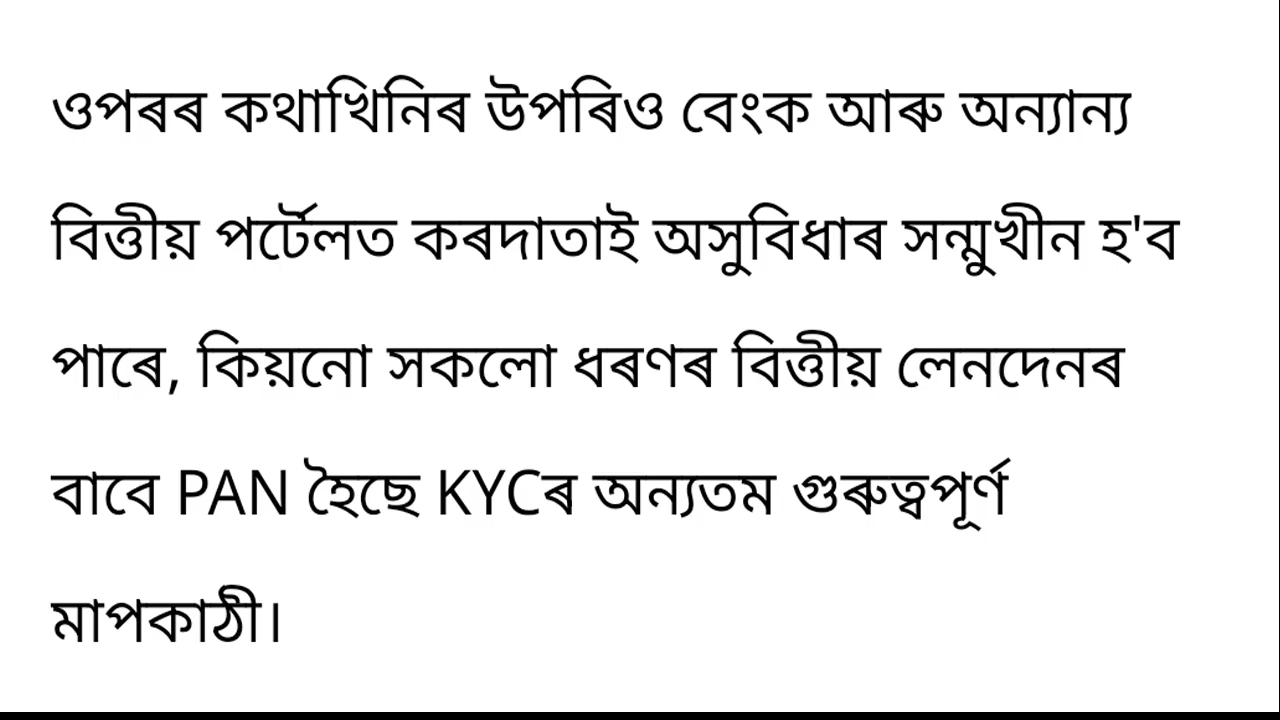 ওপৰৰ কথাখিনিৰ উপৰিও বেংক আৰু অন্যান্য
বিত্তীয় পৰ্টেলত কৰদাতাই অসুবিধাৰ সন্মুখীন হ'ব
পাৰে, কিয়নো সকলো ধৰণৰ বিত্তীয় লেনদেনৰ
বাবে PAN হৈছে KYCৰ অন্যতম গুৰুত্বপূৰ্ণ
মাপকাঠী।